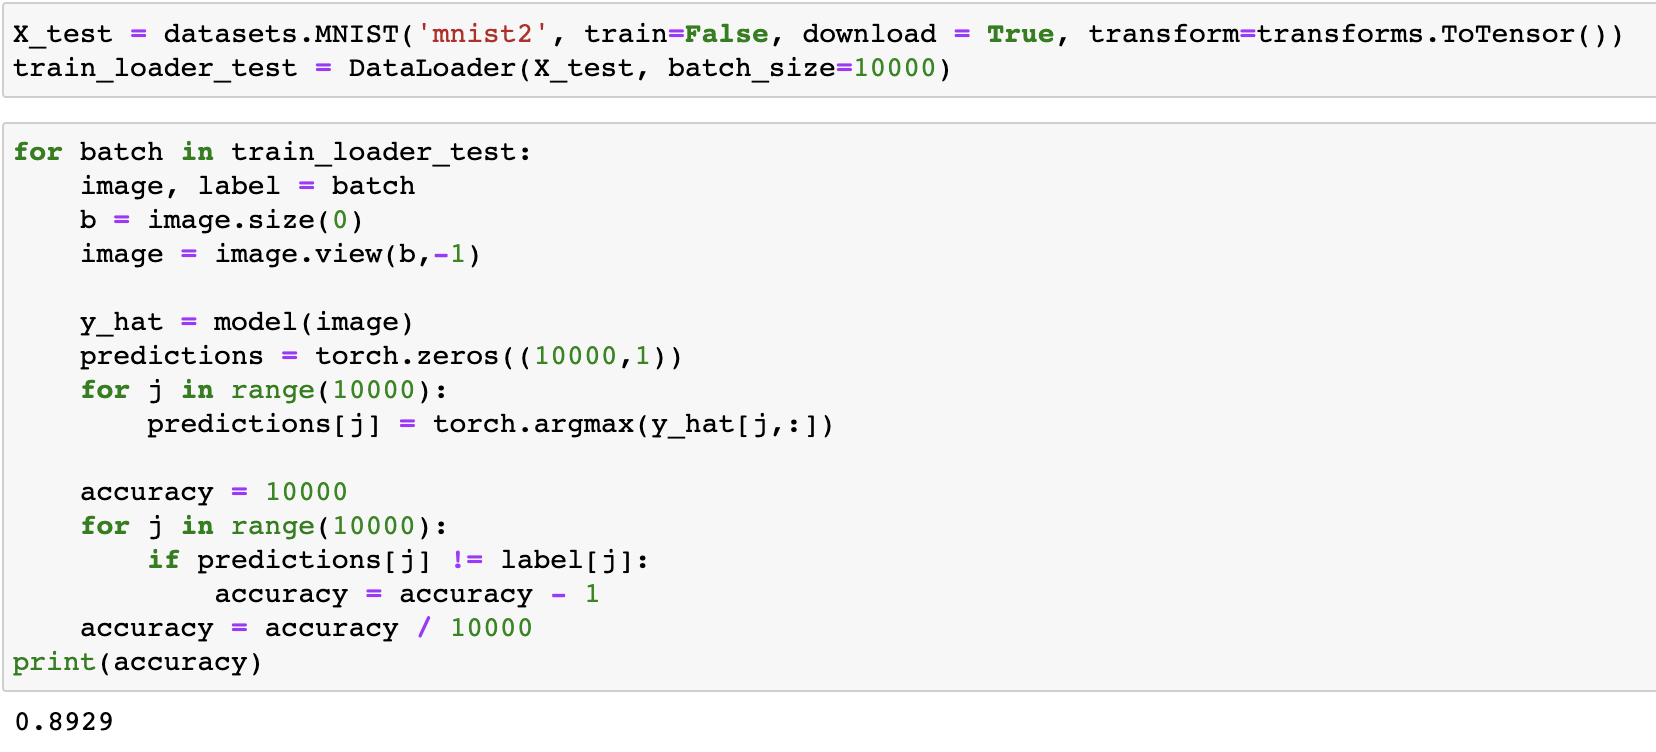 X_test = datasets.MNIST('mnist2', train=False, download = True, transform=transforms.ToTensor())
train_loader_test = DataLoader(X_test, batch_size=10000)
for batch in train_loader_test:
    image, label = batch
    b = image.size(0)
    image = image.view(b,-1)

    y_hat = model(image)
    predictions = torch.zeros((10000,1))
    for j in range(10000):
        predictions[j] = torch.argmax(y_hat[j,:])

    accuracy = 10000
    for j in range(10000):
        if predictions[j] != label[j]:
            accuracy = accuracy - 1
    accuracy = accuracy / 10000
print(accuracy)
0.8929